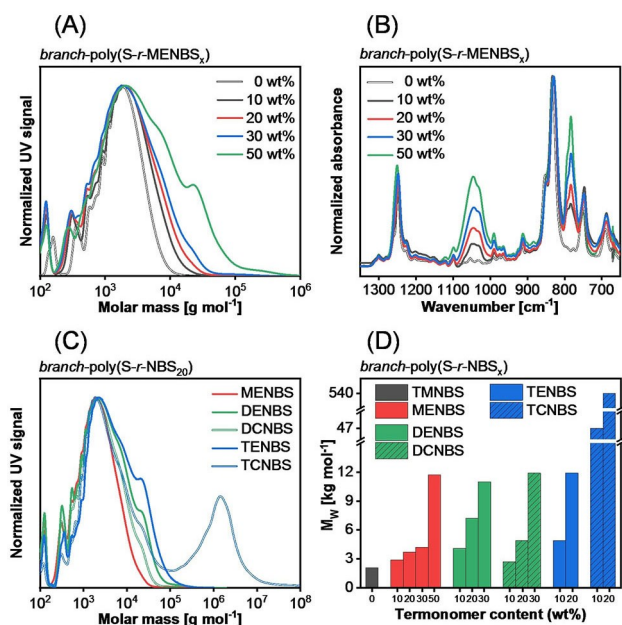 (A)
branch-poly(S-r-MENBSₓ)
Normalized UV signal
0 wt%
10 wt%
20 wt%
30 wt%
50 wt%
10² 10³ 10⁴ 10⁵ 10⁶
Molar mass [g mol⁻¹]
(B)
branch-poly(S-r-MENBSₓ)
Normalized absorbance
0 wt%
10 wt%
20 wt%
30 wt%
50 wt%
1300 1200 1100 1000 900 800 700
Wavenumber [cm⁻¹]
(C)
branch-poly(S-r-NBS₂₀)
Normalized UV signal
MENBS
DENBS
DCNBS
TENBS
TCNBS
10² 10³ 10⁴ 10⁵ 10⁶ 10⁷ 10⁸
Molar mass [g mol⁻¹]
(D)
branch-poly(S-r-NBSₓ)
M_W [kg mol⁻¹]
540
47
12
9
6
3
0
TMNBS
MENBS
DENBS
DCNBS
TENBS
TCNBS
0 10 20 30 50 10 20 30 10 20 30 10 20 10 20
Termonomer content (wt%)